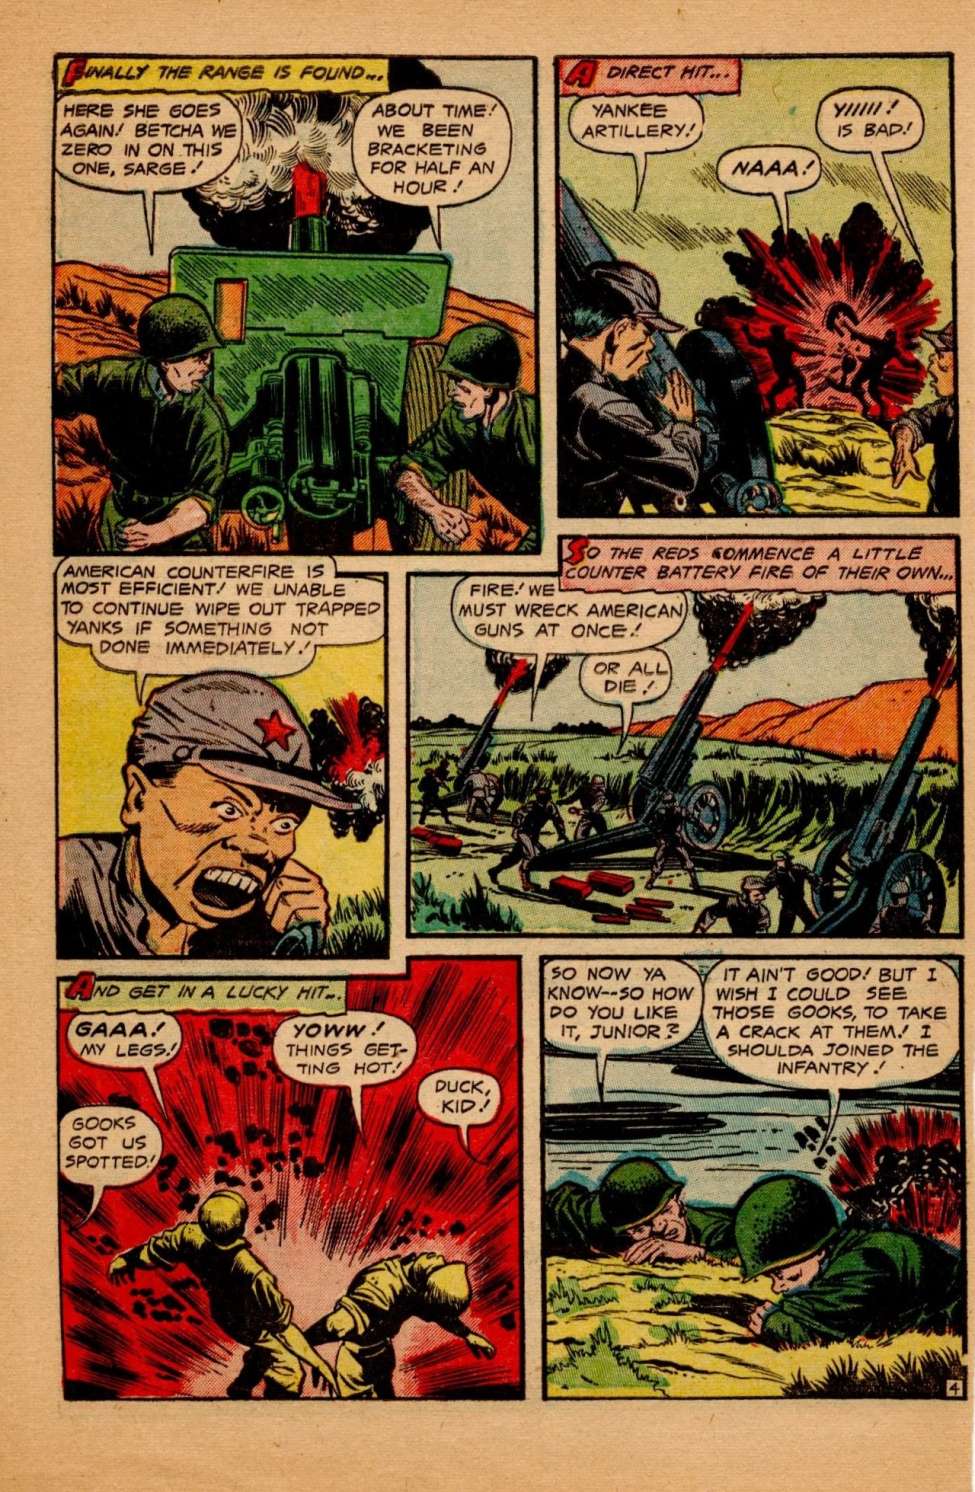 FINALLY THE RANGE IS FOUND...
HERE SHE GOES
AGAIN! BETCHA WE
ZERO IN ON THIS
ONE, SARGE!
ABOUT TIME!
WE BEEN
BRACKETING
FOR HALF AN
HOUR!
A DIRECT HIT...
YANKEE
ARTILLERY!
NAAA!
YIIIII!
IS BAD!
AMERICAN COUNTERFIRE IS
MOST EFFICIENT! WE UNABLE
TO CONTINUE WIPE OUT TRAPPED
YANKS IF SOMETHING NOT
DONE IMMEDIATELY!
SO THE REDS COMMENCE A LITTLE
COUNTER BATTERY FIRE OF THEIR OWN...
FIRE! WE
MUST WRECK AMERICAN
GUNS AT ONCE!
OR ALL
DIE!
AND GET IN A LUCKY HIT...
GAAA!
MY LEGS!
YOWW!
THINGS GET-
TING HOT!
GOOKS
GOT US
SPOTTED!
DUCK,
KID!
SO NOW YA
KNOW--SO HOW
DO YOU LIKE
IT, JUNIOR?
IT AIN'T GOOD! BUT I
WISH I COULD SEE
THOSE GOOKS, TO TAKE
A CRACK AT THEM! I
SHOULDA JOINED THE
INFANTRY!
4